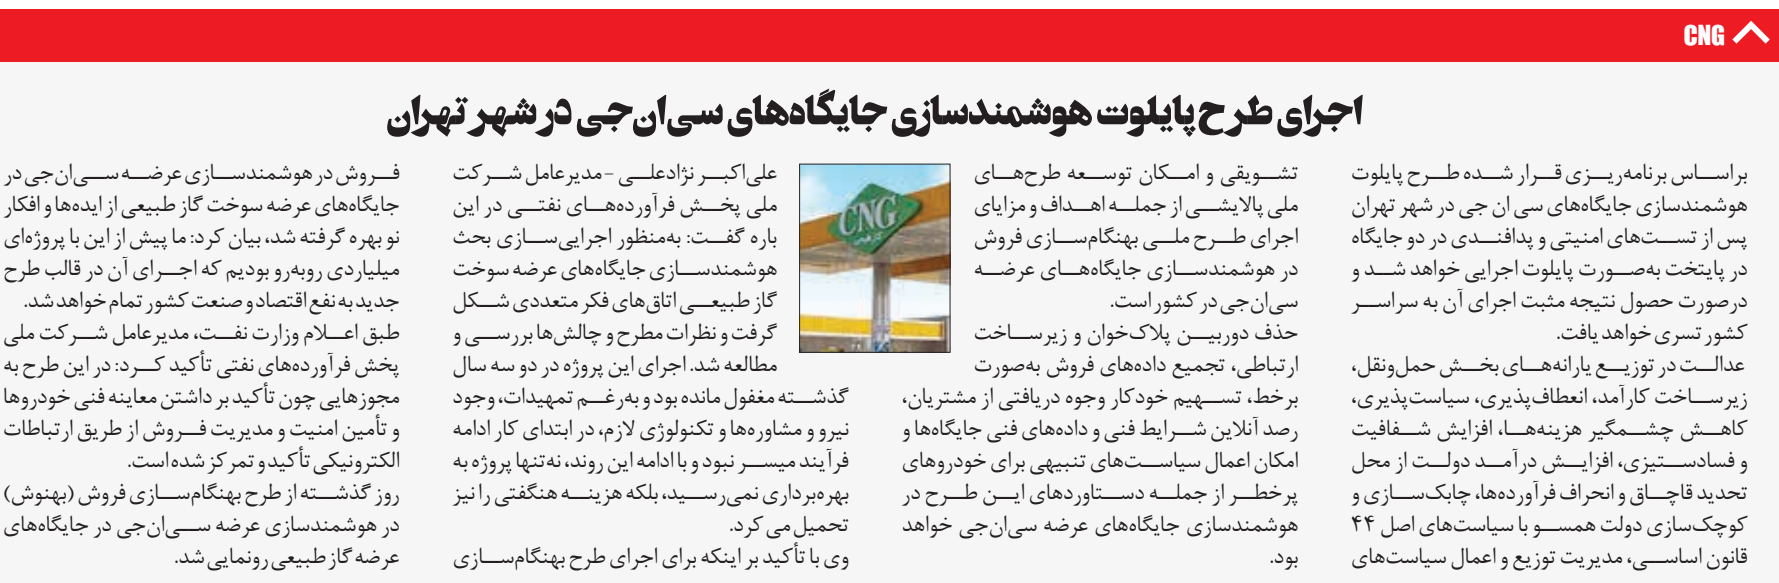 CNG
اجرای طرح پایلوت هوشمندسازی جایگاه‌های سی‌ان‌جی در شهر تهران
براساس برنامه‌ریزی قرار شده طرح پایلوت
هوشمندسازی جایگاه‌های سی ان جی در شهر تهران
پس از تست‌های امنیتی و پدافندی در دو جایگاه
در پایتخت به‌صورت پایلوت اجرایی خواهد شد و
درصورت حصول نتیجه مثبت اجرای آن به سراسر
کشور تسری خواهد یافت.
عدالت در توزیع یارانه‌های بخش حمل‌ونقل،
زیرساخت کارآمد، انعطاف‌پذیری، سیاست‌پذیری،
کاهش چشمگیر هزینه‌ها، افزایش شفافیت
و فسادستیزی، افزایش درآمد دولت از محل
تحدید قاچاق و انحراف فرآورده‌ها، چابک‌سازی و
کوچک‌سازی دولت همسو با سیاست‌های اصل ۴۴
قانون اساسی، مدیریت توزیع و اعمال سیاست‌های
تشویقی و امکان توسعه طرح‌های
ملی پالایشی از جمله اهداف و مزایای
اجرای طرح ملی بهنگام‌سازی فروش
در هوشمندسازی جایگاه‌های عرضه
سی‌ان‌جی در کشور است.
حذف دوربین پلاک‌خوان و زیرساخت
ارتباطی، تجمیع داده‌های فروش به‌صورت
برخط، تسهیم خودکار وجوه دریافتی از مشتریان،
رصد آنلاین شرایط فنی و داده‌های فنی جایگاه‌ها و
امکان اعمال سیاست‌های تنبیهی برای خودروهای
پرخطر از جمله دستاوردهای این طرح در
هوشمندسازی جایگاه‌های عرضه سی‌ان‌جی خواهد
بود.
CNG
علی‌اکبر نژادعلی -مدیرعامل شرکت
ملی پخش فرآورده‌های نفتی در این
باره گفت: به‌منظور اجرایی‌سازی بحث
هوشمندسازی جایگاه‌های عرضه سوخت
گاز طبیعی اتاق‌های فکر متعددی شکل
گرفت و نظرات مطرح و چالش‌ها بررسی و
مطالعه شد. اجرای این پروژه در دو سه سال
گذشته مغفول مانده بود و به‌رغم تمهیدات، وجود
نیرو و مشاوره‌ها و تکنولوژی لازم، در ابتدای کار ادامه
فرآیند میسر نبود و با ادامه این روند، نه‌تنها پروژه به
بهره‌برداری نمی‌رسید، بلکه هزینه هنگفتی را نیز
تحمیل می کرد.
وی با تأکید بر اینکه برای اجرای طرح بهنگام‌سازی
فروش در هوشمندسازی عرضه سی‌ان‌جی در
جایگاه‌های عرضه سوخت گاز طبیعی از ایده‌ها و افکار
نو بهره گرفته شد، بیان کرد: ما پیش از این با پروژه‌ای
میلیاردی روبه‌رو بودیم که اجرای آن در قالب طرح
جدید به نفع اقتصاد و صنعت کشور تمام خواهد شد.
طبق اعلام وزارت نفت، مدیرعامل شرکت ملی
پخش فرآورده‌های نفتی تأکید کرد: در این طرح به
مجوزهایی چون تأکید بر داشتن معاینه فنی خودروها
و تأمین امنیت و مدیریت فروش از طریق ارتباطات
الکترونیکی تأکید و تمرکز شده است.
روز گذشته از طرح بهنگام‌سازی فروش (بهنوش)
در هوشمندسازی عرضه سی‌ان‌جی در جایگاه‌های
عرضه گاز طبیعی رونمایی شد.